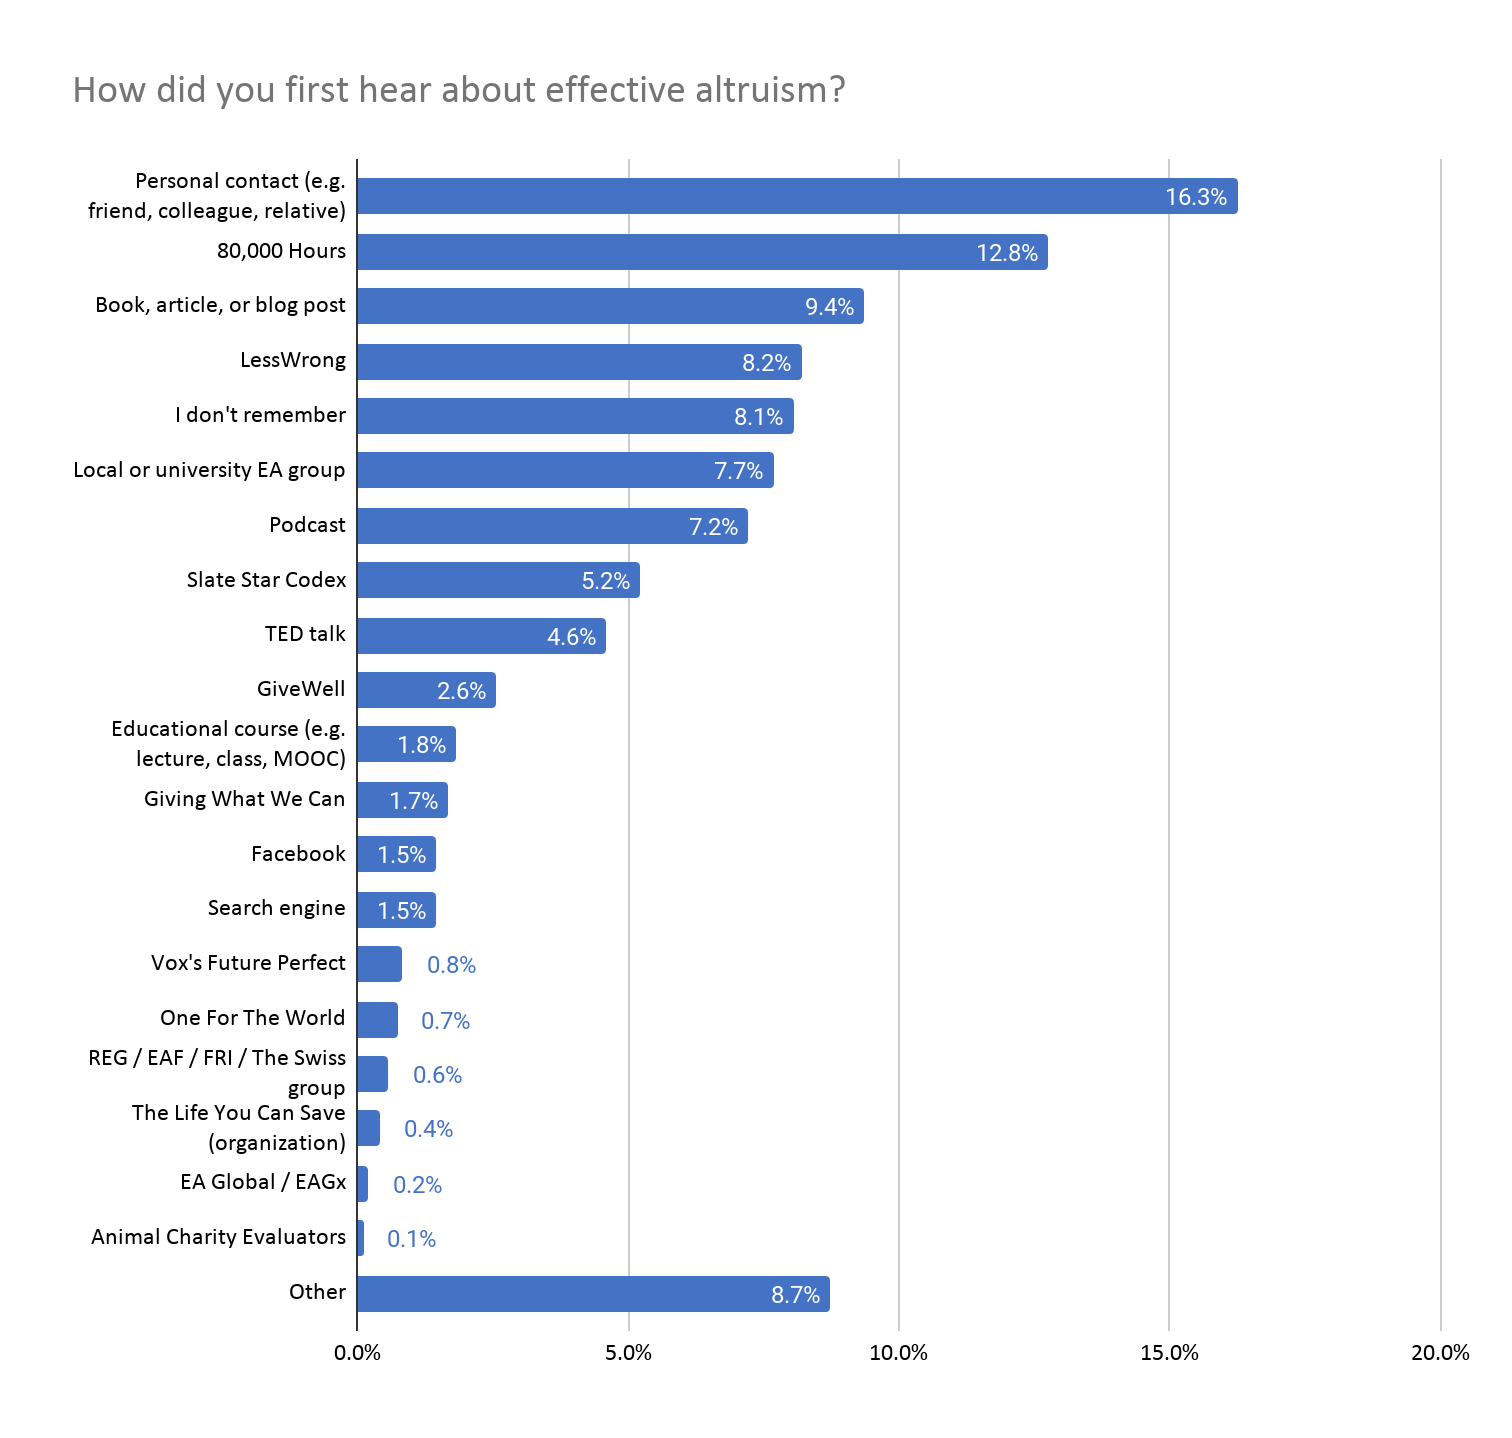 How did you first hear about effective altruism?
Personal contact (e.g.
friend, colleague, relative)
16.3%
80,000 Hours
12.8%
Book, article, or blog post
9.4%
LessWrong
8.2%
I don't remember
8.1%
Local or university EA group
7.7%
Podcast
7.2%
Slate Star Codex
5.2%
TED talk
4.6%
GiveWell
2.6%
Educational course (e.g.
lecture, class, MOOC)
1.8%
Giving What We Can
1.7%
Facebook
1.5%
Search engine
1.5%
Vox's Future Perfect
0.8%
One For The World
0.7%
REG / EAF / FRI / The Swiss
group
0.6%
The Life You Can Save
(organization)
0.4%
EA Global / EAGx
0.2%
Animal Charity Evaluators
0.1%
Other
8.7%
0.0%
5.0%
10.0%
15.0%
20.0%